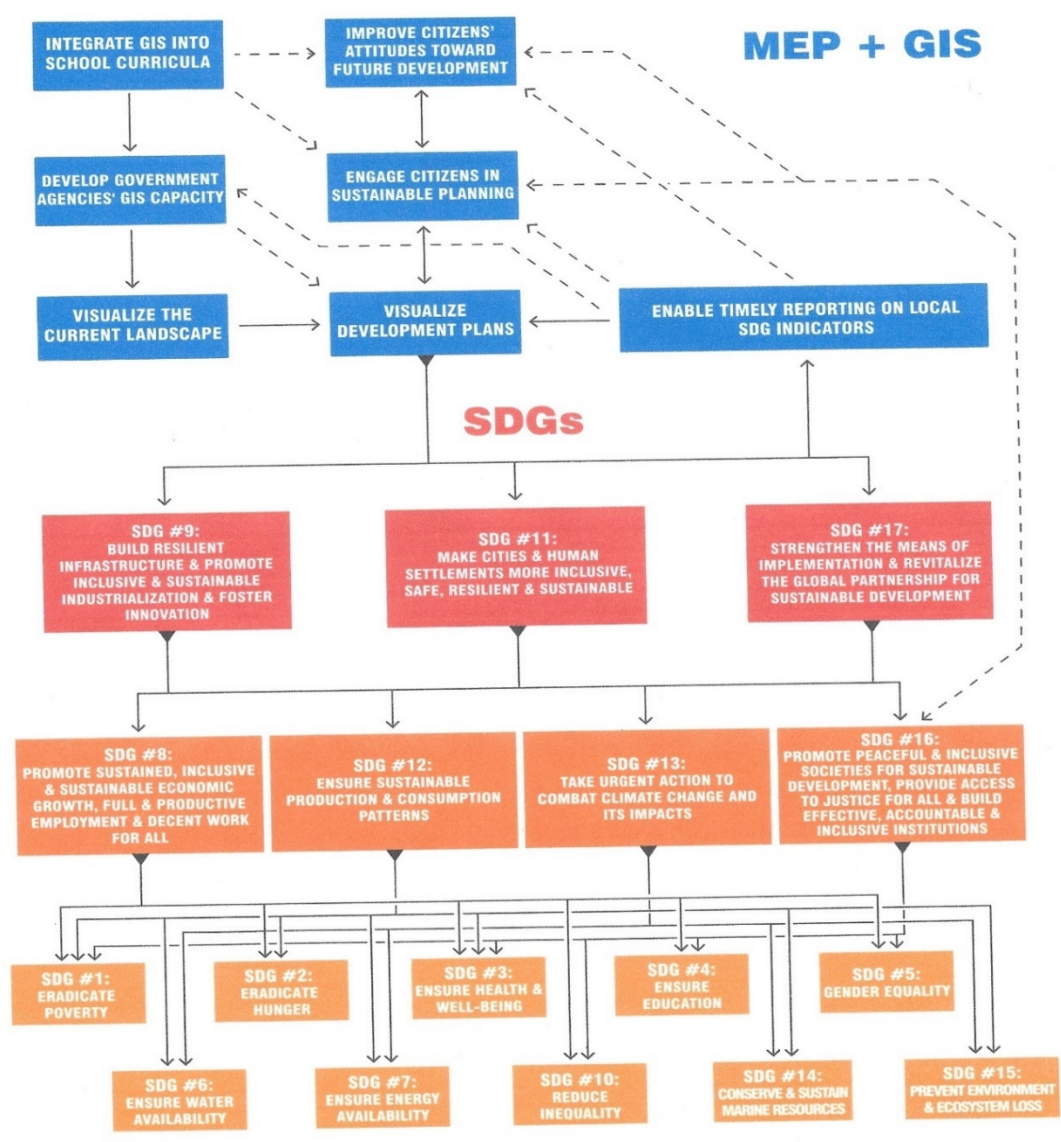 MEP + GIS
INTEGRATE GIS INTO
SCHOOL CURRICULA
IMPROVE CITIZENS'
ATTITUDES TOWARD
FUTURE DEVELOPMENT
DEVELOP GOVERNMENT
AGENCIES' GIS CAPACITY
ENGAGE CITIZENS IN
SUSTAINABLE PLANNING
VISUALIZE THE
CURRENT LANDSCAPE
VISUALIZE
DEVELOPMENT PLANS
ENABLE TIMELY REPORTING ON LOCAL
SDG INDICATORS
SDGs
SDG #9:
BUILD RESILIENT
INFRASTRUCTURE & PROMOTE
INCLUSIVE & SUSTAINABLE
INDUSTRIALIZATION & FOSTER
INNOVATION
SDG #11:
MAKE CITIES & HUMAN
SETTLEMENTS MORE INCLUSIVE,
SAFE, RESILIENT & SUSTAINABLE
SDG #17:
STRENGTHEN THE MEANS OF
IMPLEMENTATION & REVITALIZE
THE GLOBAL PARTNERSHIP FOR
SUSTAINABLE DEVELOPMENT
SDG #8:
PROMOTE SUSTAINED, INCLUSIVE
& SUSTAINABLE ECONOMIC
GROWTH, FULL & PRODUCTIVE
EMPLOYMENT & DECENT WORK
FOR ALL
SDG #12:
ENSURE SUSTAINABLE
PRODUCTION & CONSUMPTION
PATTERNS
SDG #13:
TAKE URGENT ACTION TO
COMBAT CLIMATE CHANGE AND
ITS IMPACTS
SDG #16:
PROMOTE PEACEFUL & INCLUSIVE
SOCIETIES FOR SUSTAINABLE
DEVELOPMENT, PROVIDE ACCESS
TO JUSTICE FOR ALL & BUILD
EFFECTIVE, ACCOUNTABLE
& INCLUSIVE INSTITUTIONS
SDG #1:
ERADICATE
POVERTY
SDG #2:
ERADICATE
HUNGER
SDG #3:
ENSURE HEALTH &
WELL-BEING
SDG #4:
ENSURE
EDUCATION
SDG #5:
GENDER EQUALITY
SDG #6:
ENSURE WATER
AVAILABILITY
SDG #7:
ENSURE ENERGY
AVAILABILITY
SDG #10:
REDUCE
INEQUALITY
SDG #14:
CONSERVE & SUSTAIN
MARINE RESOURCES
SDG #15:
PREVENT ENVIRONMENT
& ECOSYSTEM LOSS